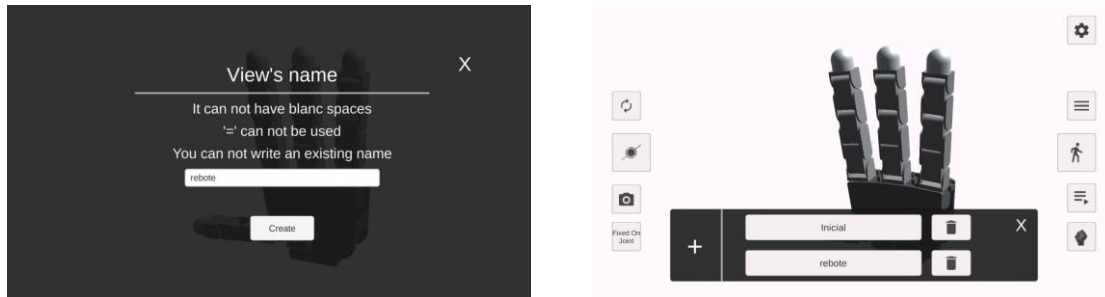 View's name
X
It can not have blanc spaces
'=' can not be used
You can not write an existing name
rebote
Create
Fixed On
Joint
+
Inicial
X
rebote